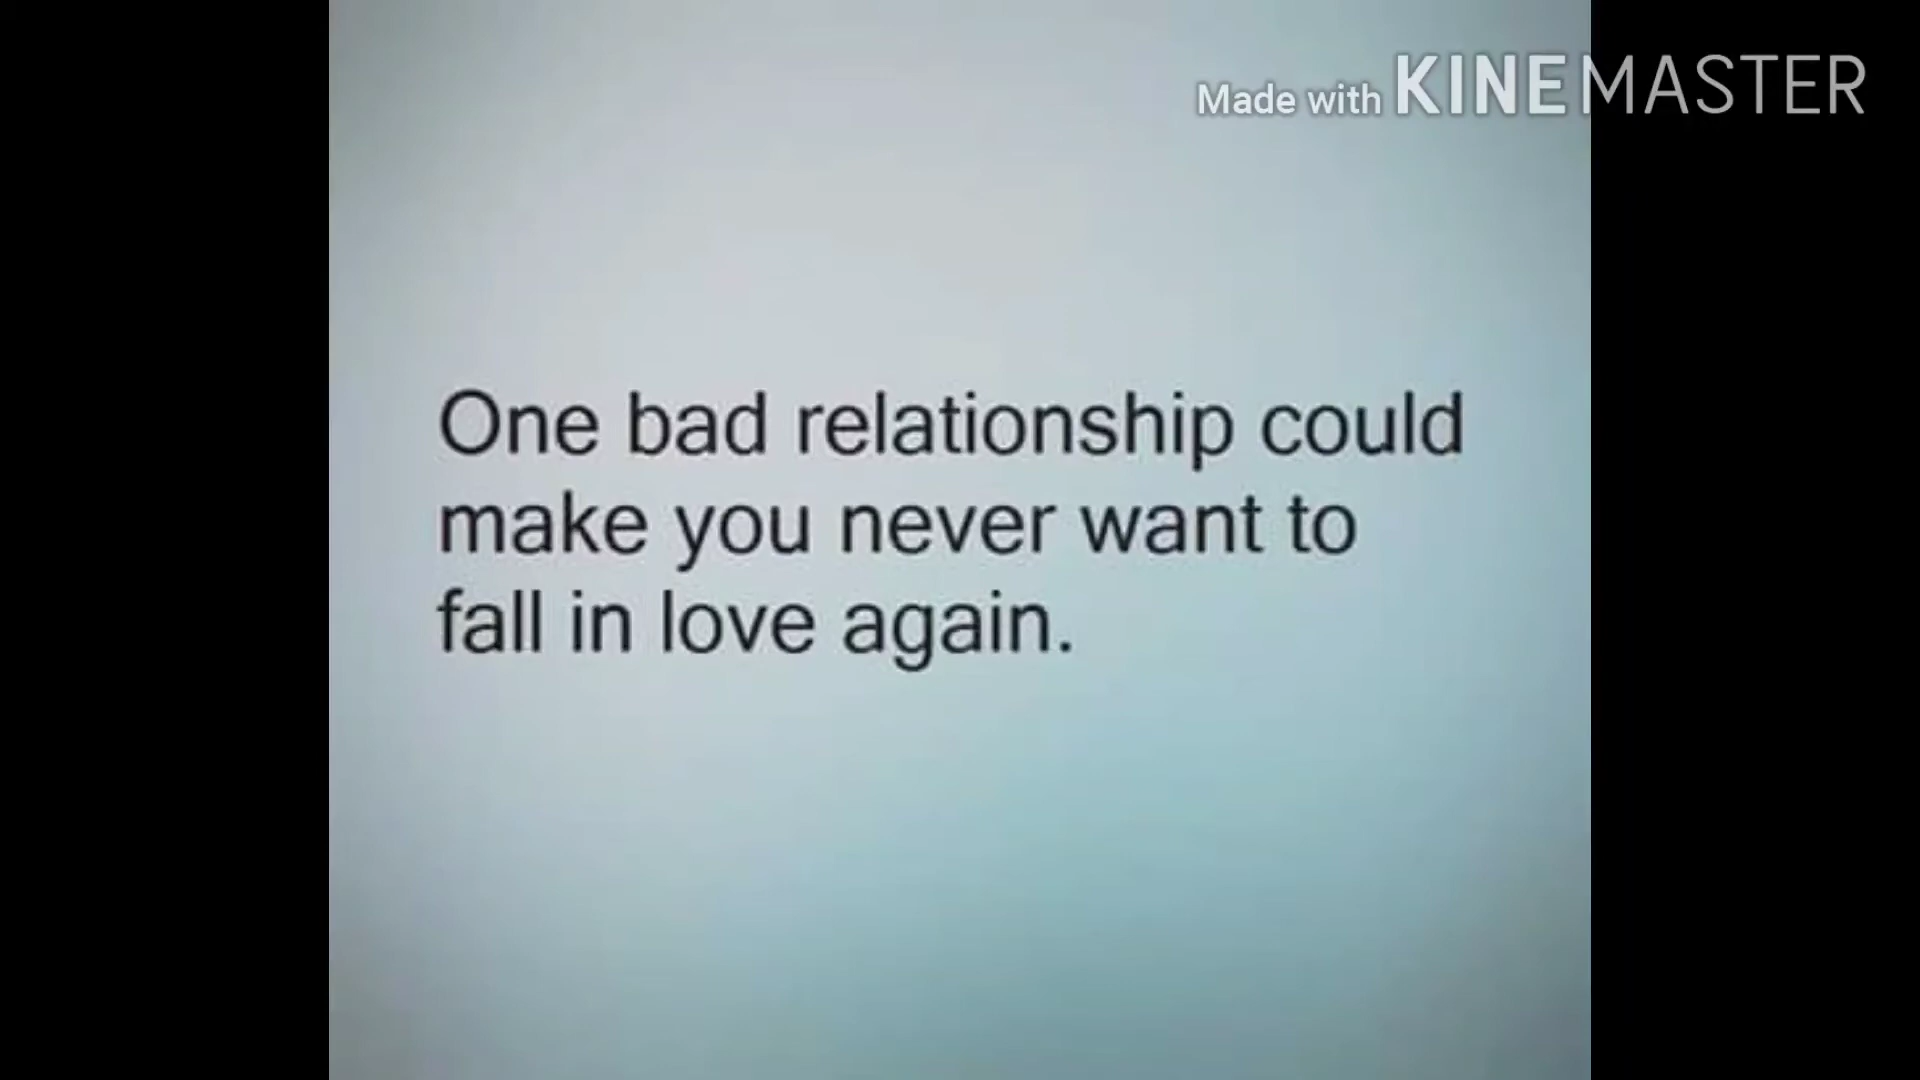 Made with KINEMASTER
One bad relationship could
make you never want to
fall in love again.